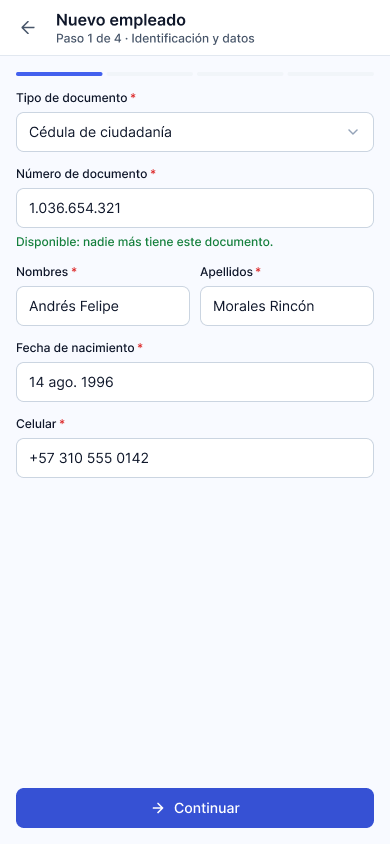 Nuevo empleado
Paso 1 de 4 · Identificación y datos
Tipo de documento *
Cédula de ciudadanía
Número de documento *
1.036.654.321
Disponible: nadie más tiene este documento.
Nombres * Apellidos *
Andrés Felipe Morales Rincón
Fecha de nacimiento *
14 ago. 1996
Celular *
+57 310 555 0142
Continuar